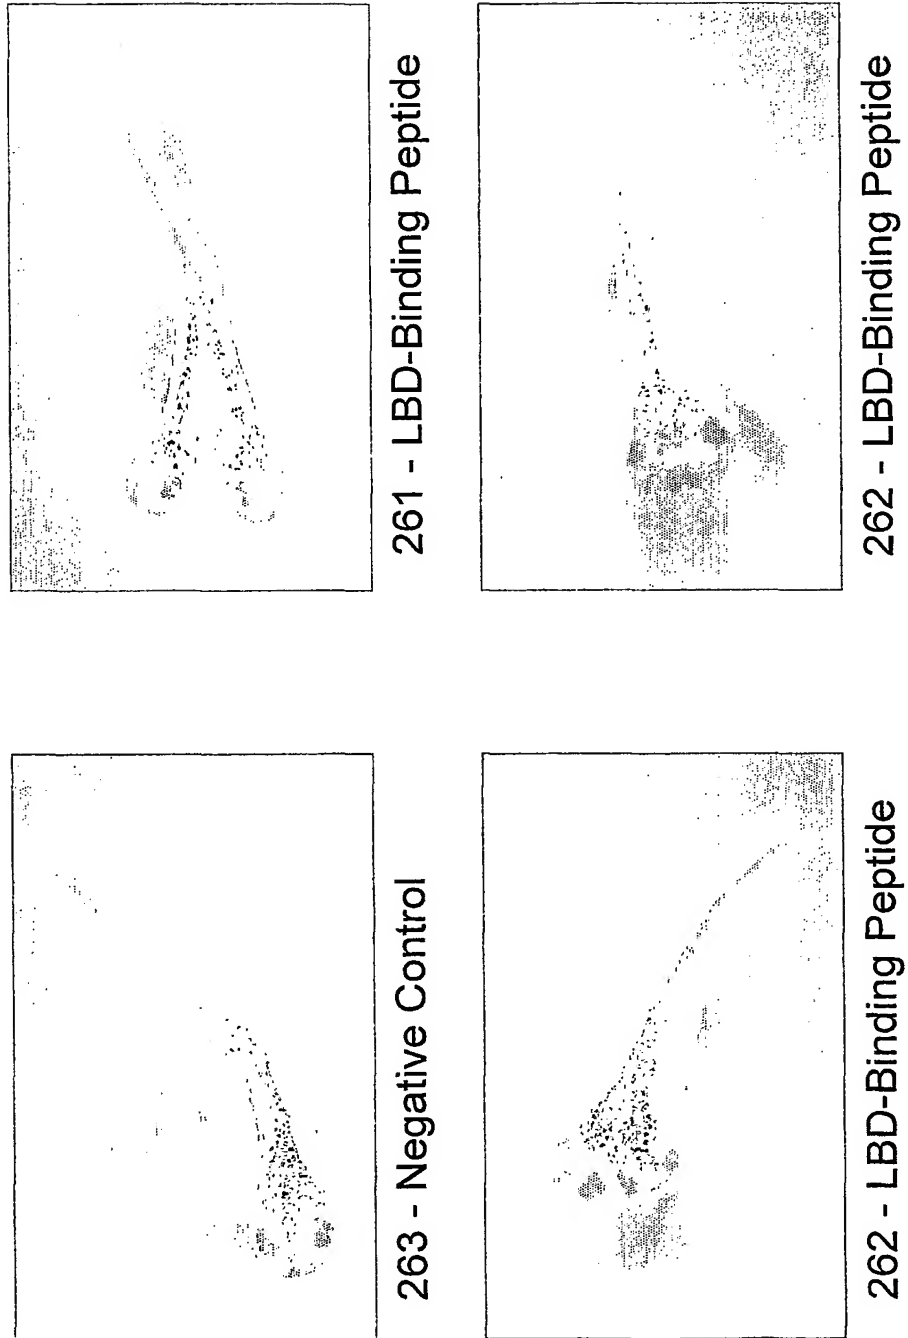 263 - Negative Control
261 - LBD-Binding Peptide
262 - LBD-Binding Peptide
262 - LBD-Binding Peptide